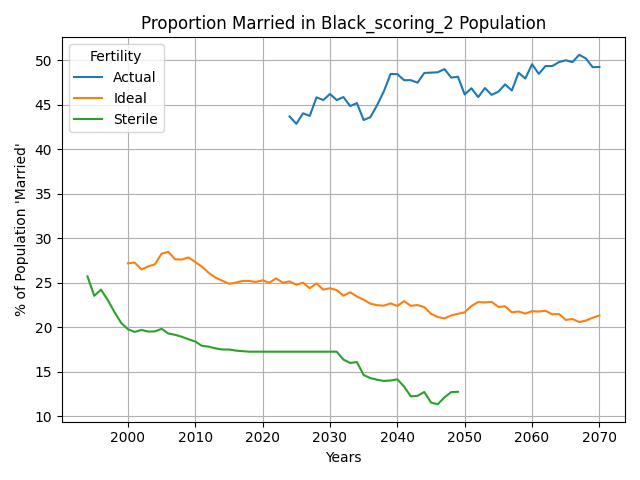 Proportion Married in Black_scoring_2 Population
Fertility
Actual
Ideal
Sterile
% of Population 'Married'
50
45
40
35
30
25
20
15
10
2000
2010
2020
2030
2040
2050
2060
2070
Years